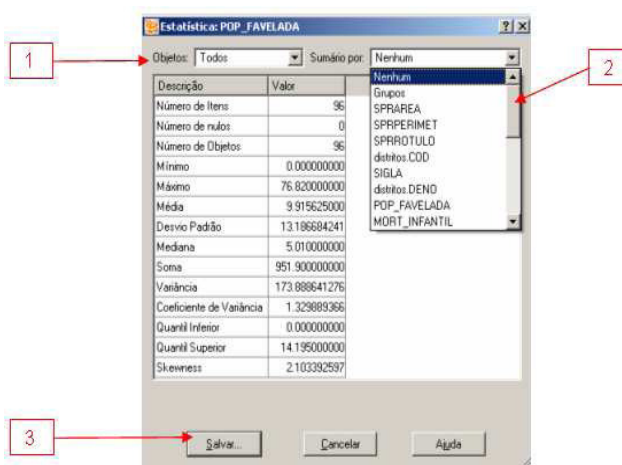 Estatística: POP_FAVELADA
1
Objetos: Todos Sumário por: Nenhum
2
Nenhum
Grupos
SPRAREA
SPRPERIMET
SPRROTULO
distritos.COD
SIGLA
distritos.DENO
POP_FAVELADA
MORT_INFANTIL
Descrição Valor
Número de Itens 96
Número de nulos 0
Número de Objetos 96
Mínimo 0.000000000
Máximo 76.820000000
Média 9.915625000
Desvio Padrão 13.186684241
Mediana 5.010000000
Soma 951.900000000
Variância 173.888641276
Coeficiente de Variância 1.329889366
Quantil Inferior 0.000000000
Quantil Superior 14.195000000
Skewness 2.103392597
3
Salvar... Cancelar Ajuda